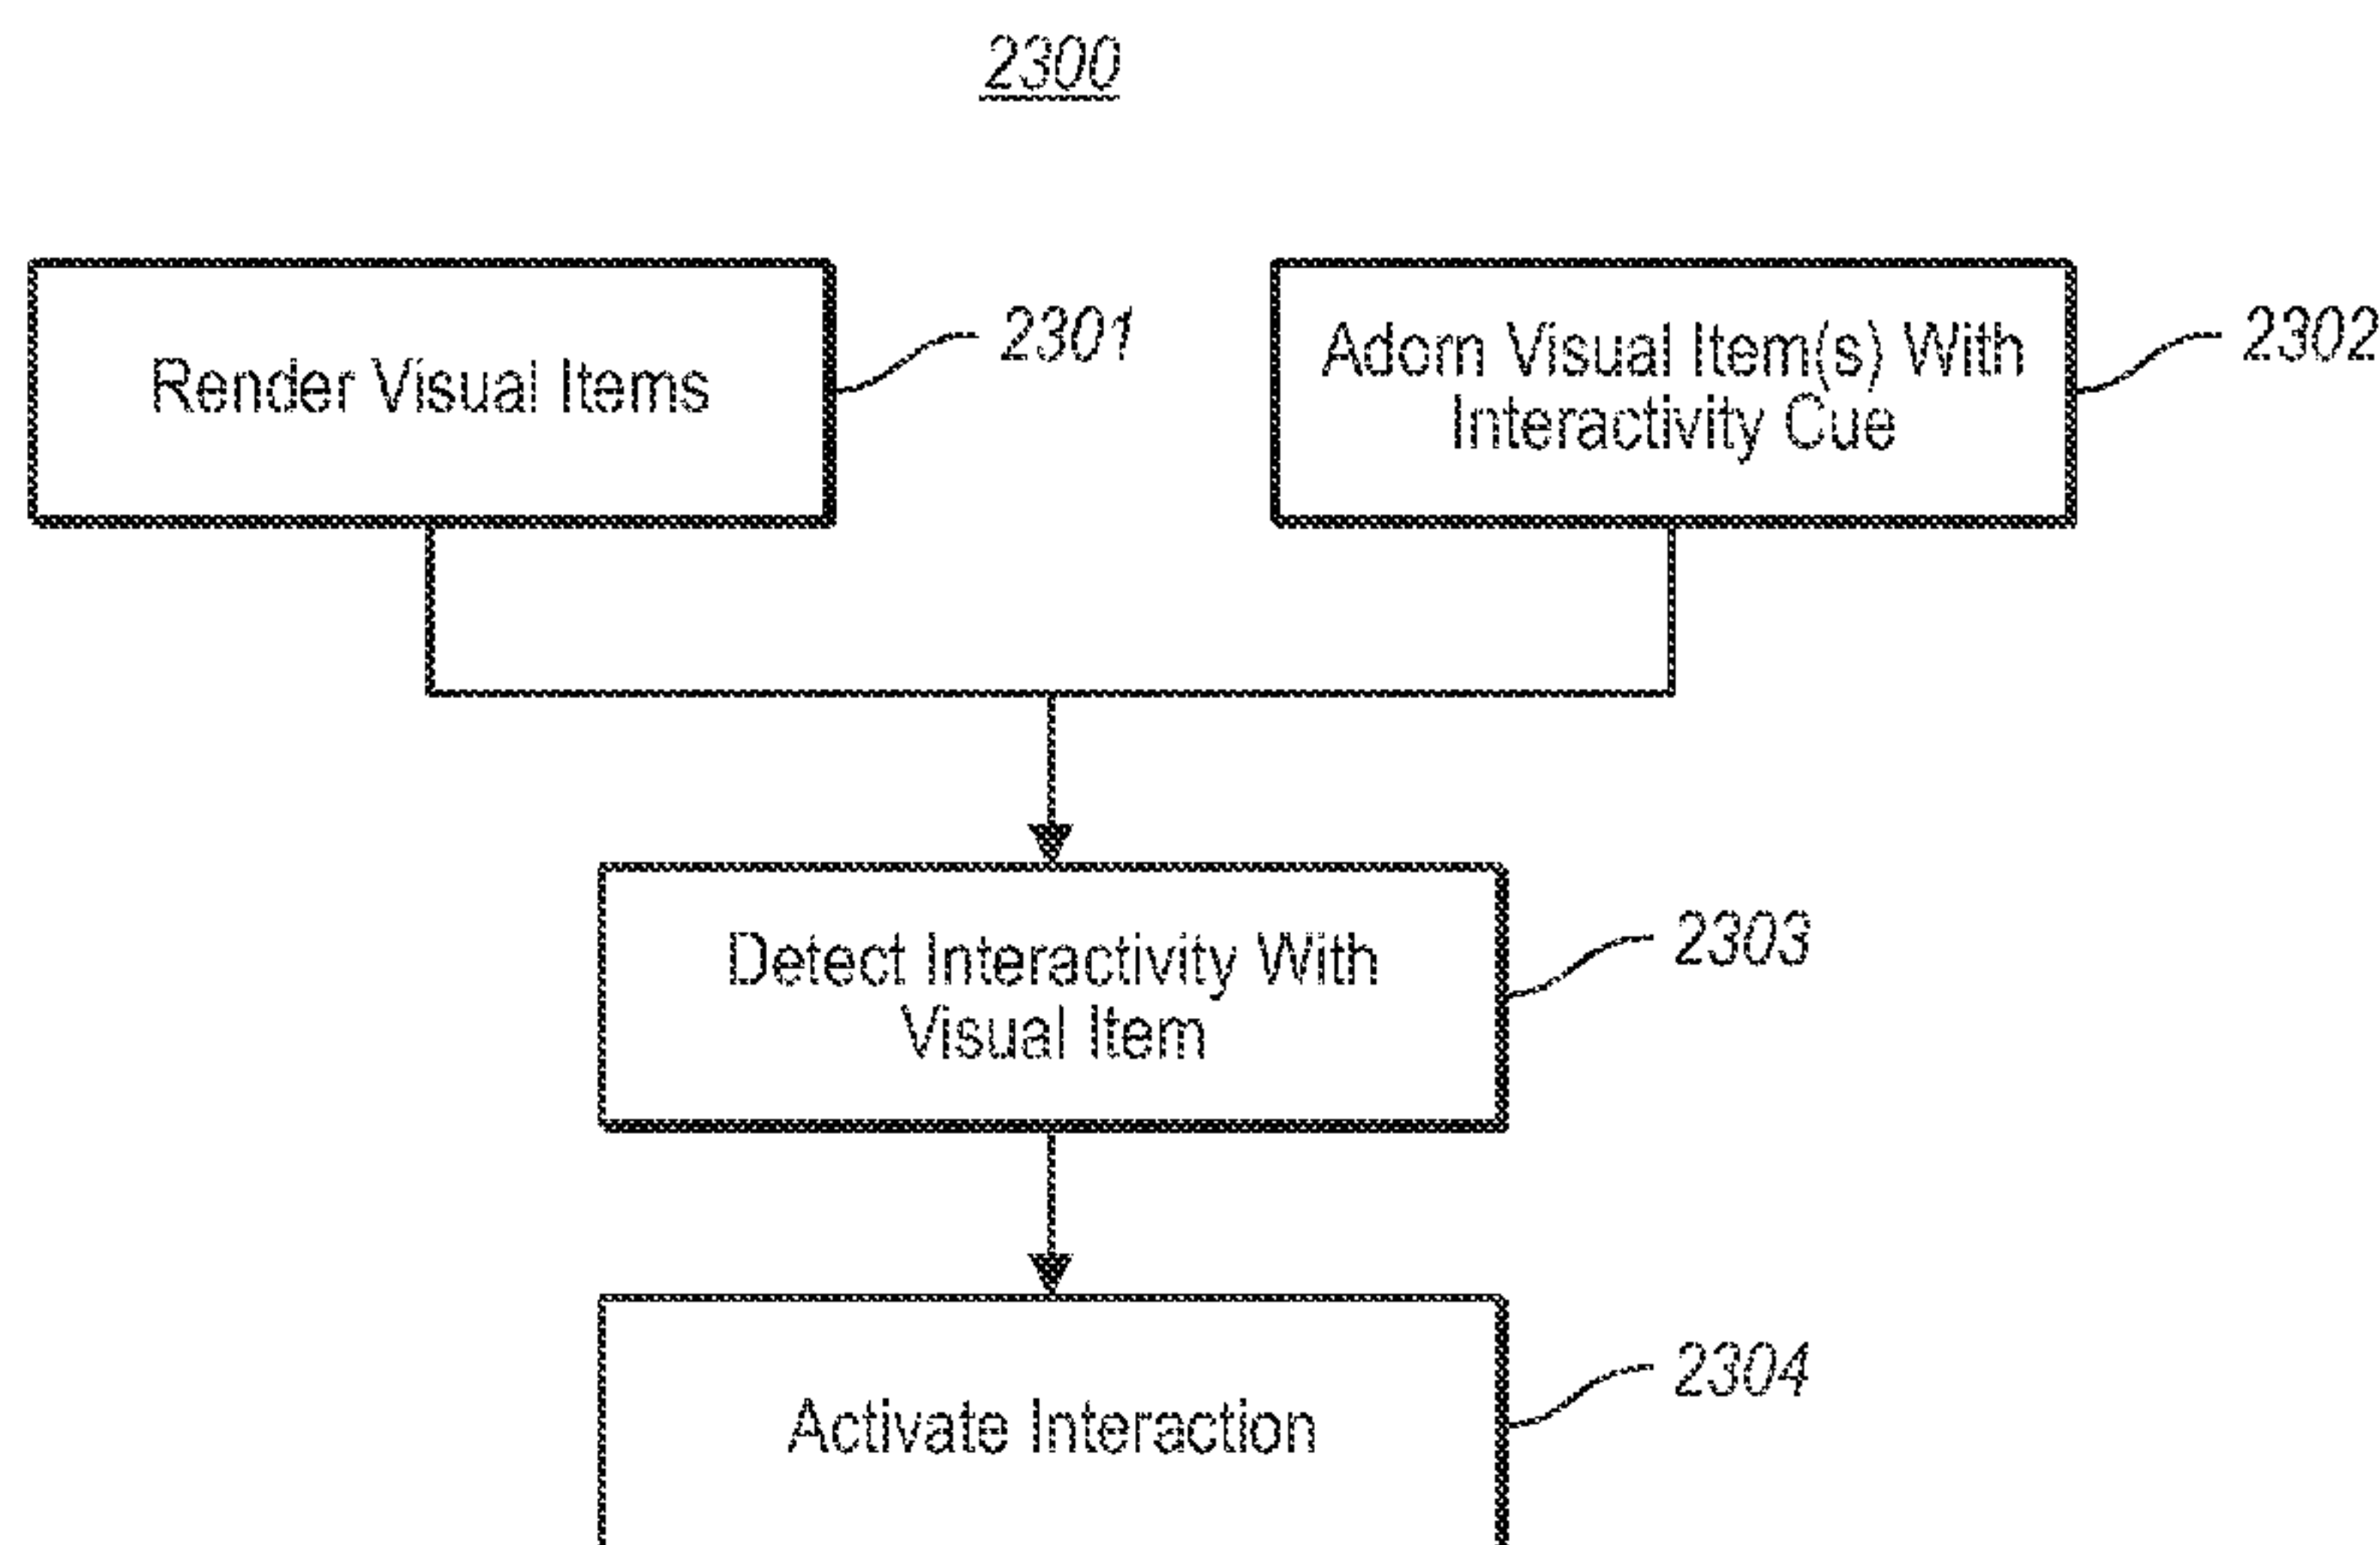 2300
Render Visual Items
2301
Adorn Visual Item(s) With
Interactivity Cue
2302
Detect Interactivity With
Visual Item
2303
Activate Interaction
2304